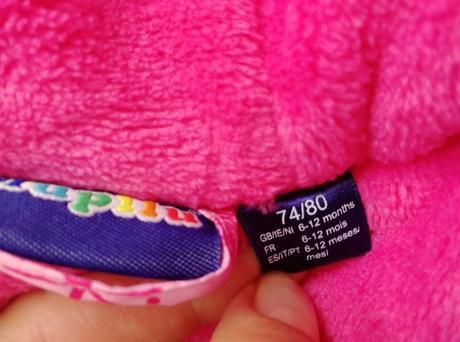 lupilu
74/80
GB/IE/NI 6-12 months
FR 6-12 mois
ES/IT/PT 6-12 meses/
mesi